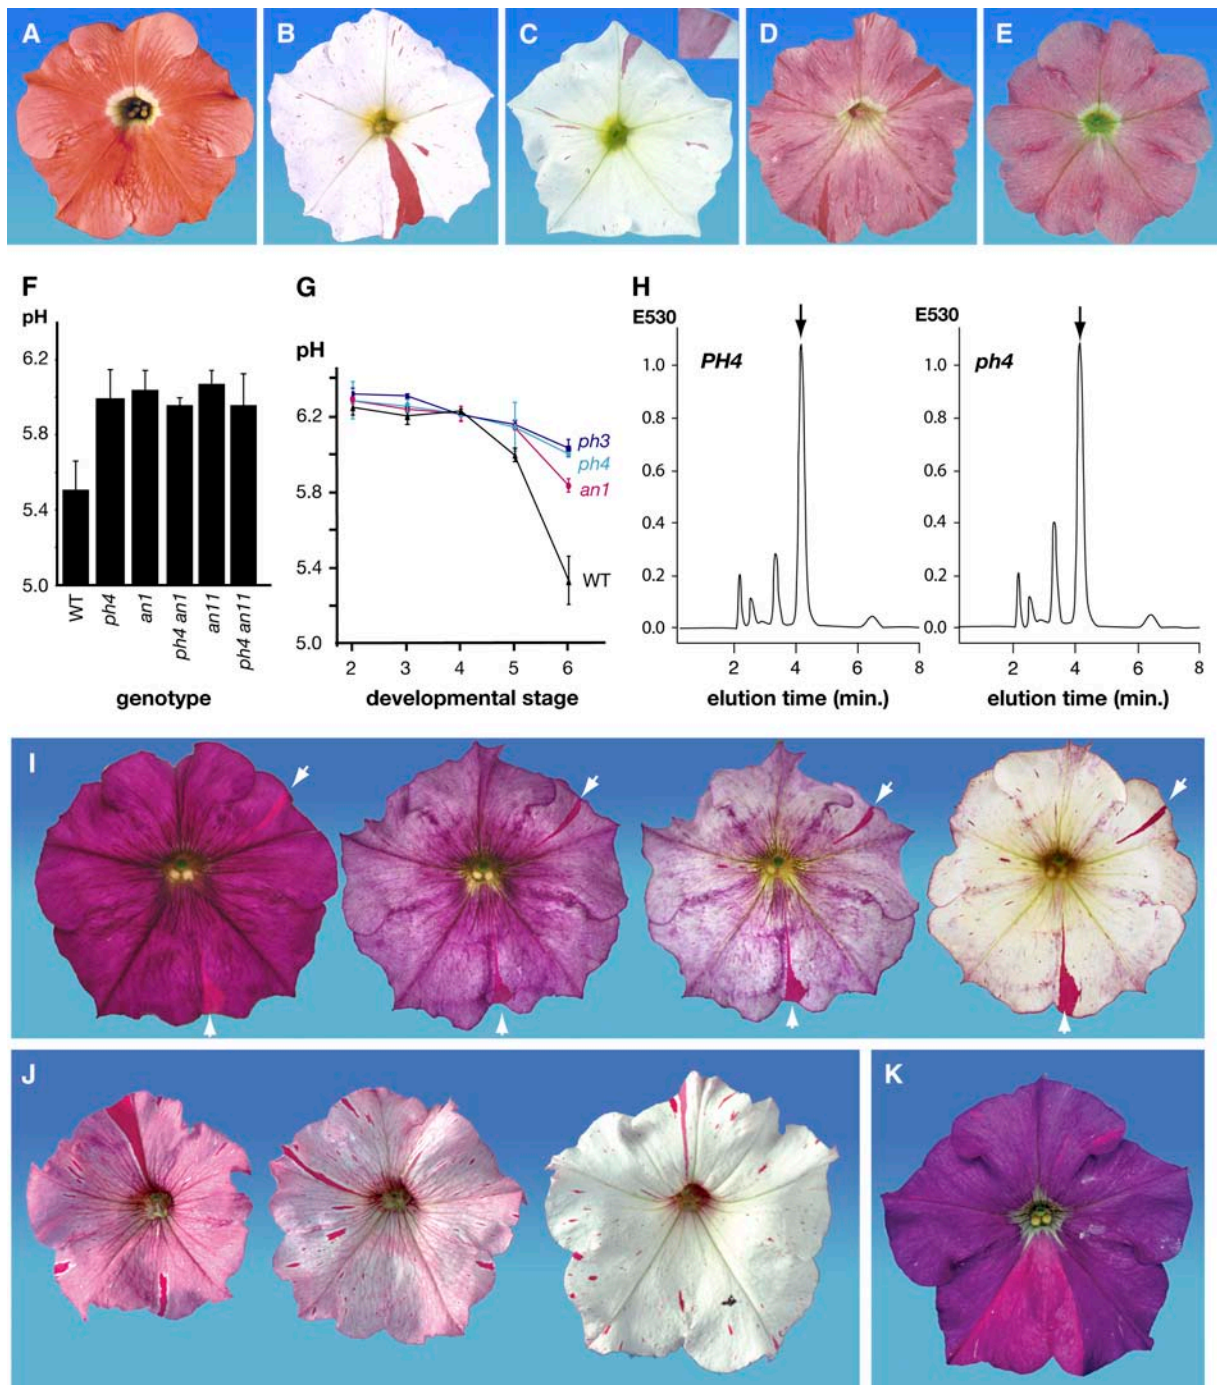 A
B
C
D
E
F
pH
6.2
5.8
5.4
5.0
WT
ph4
an1
ph4 an1
an11
ph4 an11
genotype
G
pH
6.2
5.8
5.4
5.0
ph3
ph4
an1
WT
2 3 4 5 6
developmental stage
H
E530
PH4
1.0
0.8
0.6
0.4
0.2
0.0
2 4 6 8
elution time (min.)
E530
ph4
1.0
0.8
0.6
0.4
0.2
0.0
2 4 6 8
elution time (min.)
I
J
K